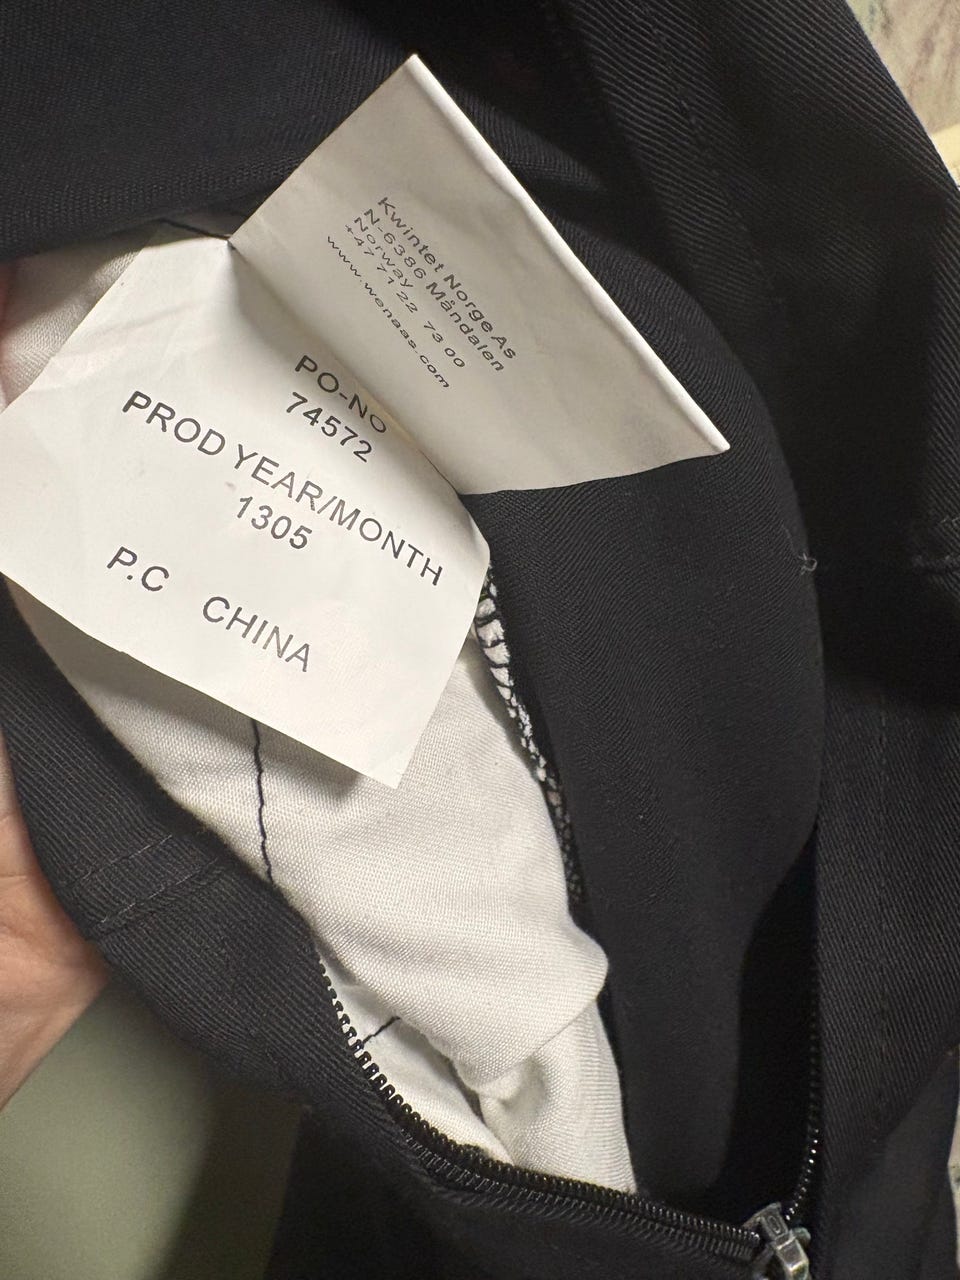 Kwintet Norge As
N-6386 Måndalen
Norway
+47 71 22 73 00
www.wenaas.com
PO-NO
74572
PROD YEAR/MONTH
1305
P.C CHINA